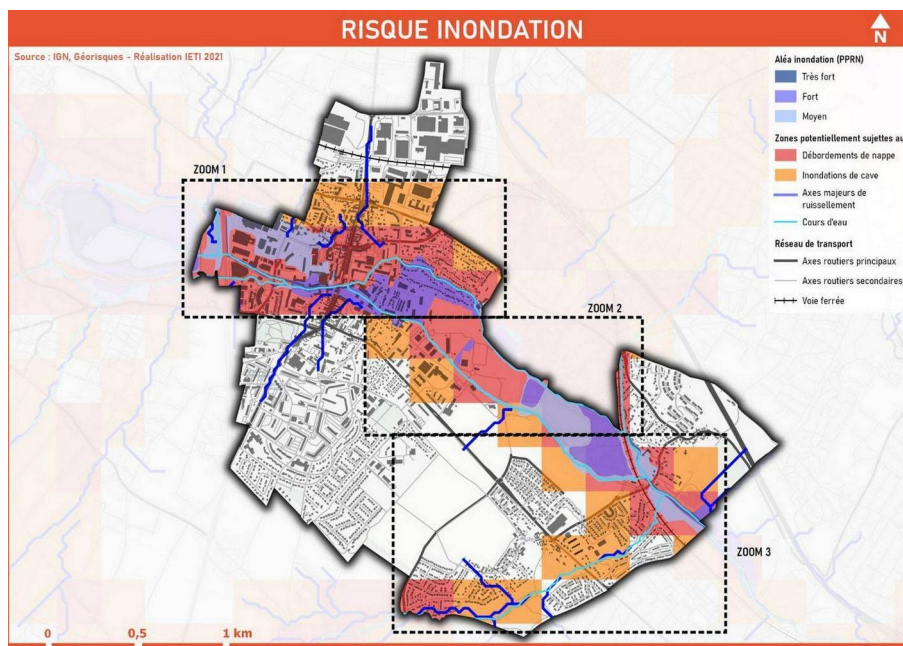 RISQUE INONDATION
N
Source : IGN, Géorisques - Réalisation IETI 2021
Aléa inondation (PPRN)
Très fort
Fort
Moyen
Zones potentiellement sujettes au
Débordements de nappe
Inondations de cave
Axes majeurs de
ruissellement
Cours d'eau
Réseau de transport
Axes routiers principaux
Axes routiers secondaires
Voie ferrée
ZOOM 1
ZOOM 2
ZOOM 3
0 0,5 1 km